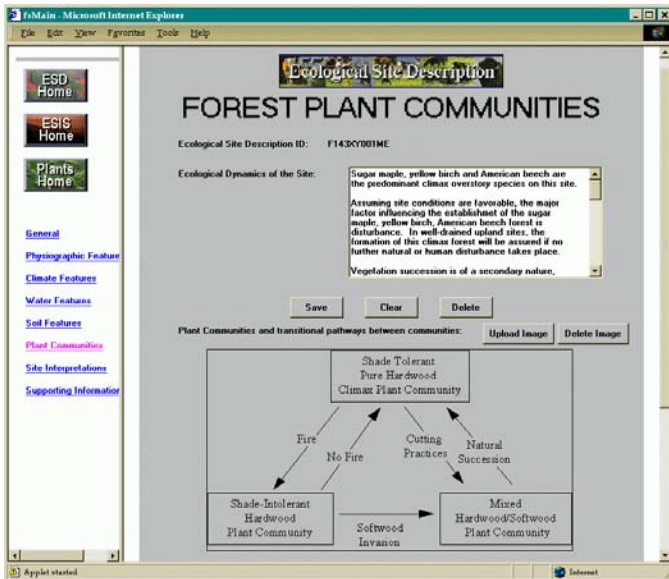 fsMain - Microsoft Internet Explorer
File Edit View Favorites Tools Help
ESD
Home
ESIS
Home
Plants
Home
General
Physiographic Feature
Climate Features
Water Features
Soil Features
Plant Communities
Site Interpretations
Supporting Information
Ecological Site Description
FOREST PLANT COMMUNITIES
Ecological Site Description ID: F143XY001ME
Ecological Dynamics of the Site:
Sugar maple, yellow birch and American beech are
the predominant climax overstory species on this site.
Assuming site conditions are favorable, the major
factor influencing the establishmet of the sugar
maple, yellow birch, American beech forest is
disturbance. In well-drained upland sites, the
formation of this climax forest will be assured if no
further natural or human disturbance takes place.
Vegetation succession is of a secondary nature,
Save Clear Delete
Plant Communities and transitional pathways between communities:
Upload Image Delete Image
Shade Tolerant
Pure Hardwood
Climax Plant Community
Fire
No Fire
Cutting
Practices
Natural
Succession
Shade-Intolerant
Hardwood
Plant Community
Softwood
Invasion
Mixed
Hardwood/Softwood
Plant Community
Applet started
Internet